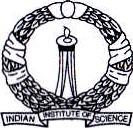 INDIAN INSTITUTE OF SCIENCE